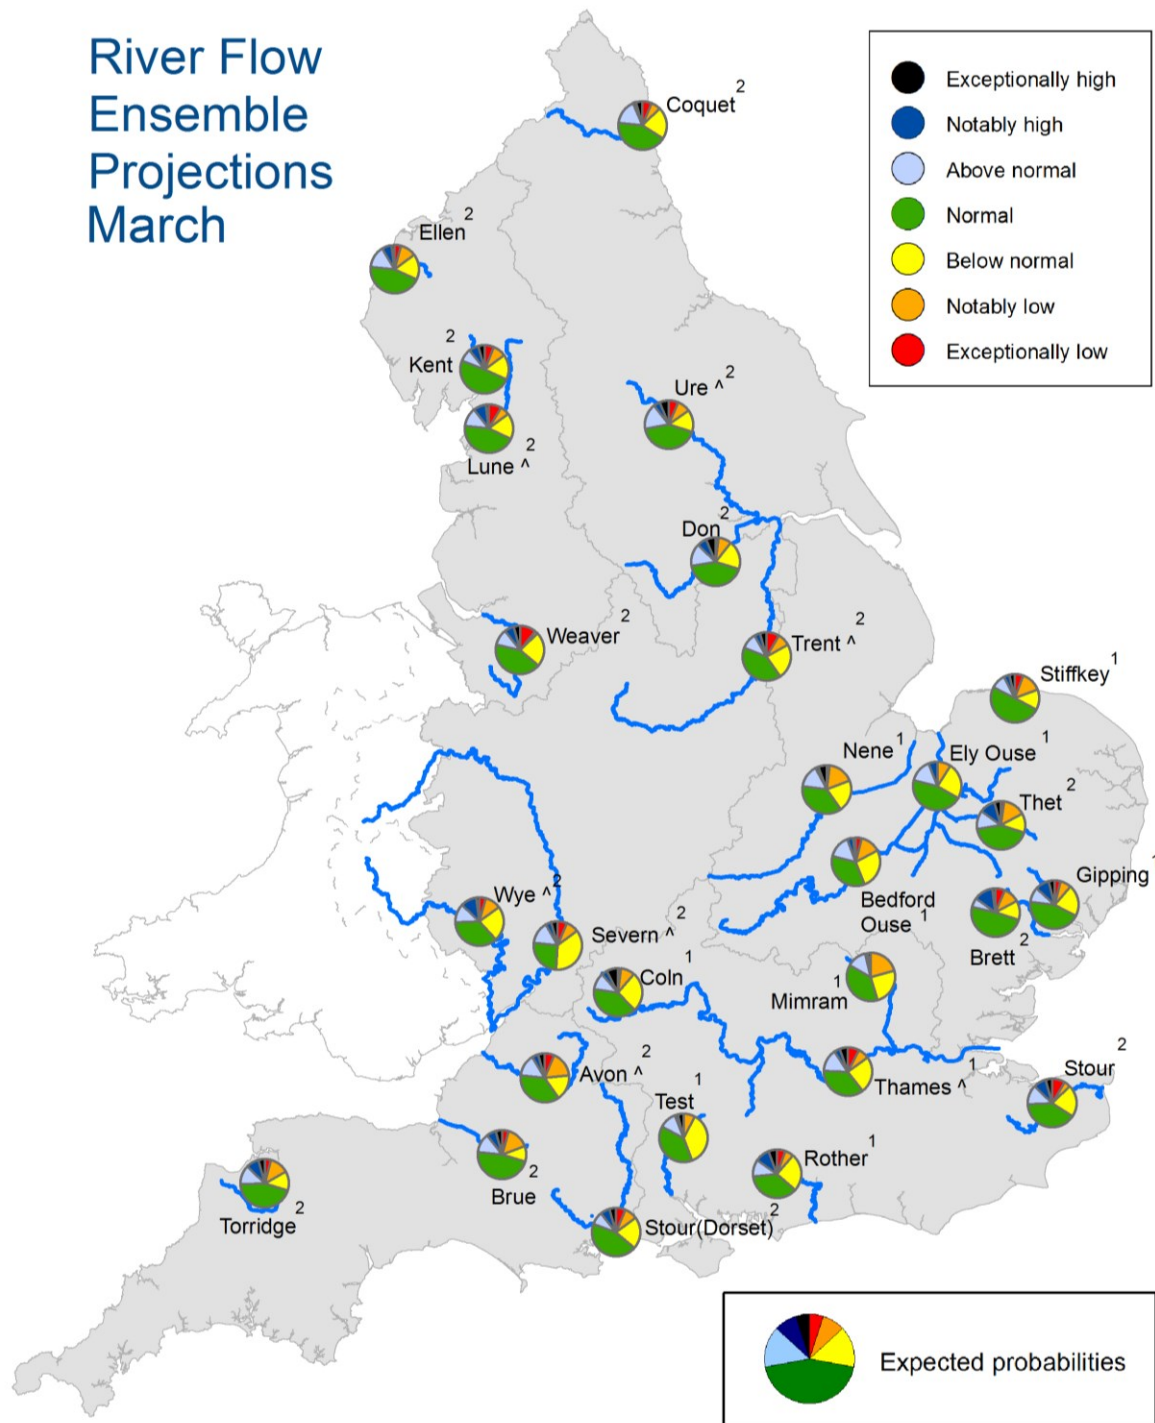 River Flow
Ensemble
Projections
March
Exceptionally high
Notably high
Above normal
Normal
Below normal
Notably low
Exceptionally low
Coquet 2
Ellen 2
Kent 2
Lune ^ 2
Ure ^ 2
Don 2
Weaver 2
Trent ^ 2
Stiffkey 1
Nene 1
Ely Ouse 1
Thet 2
Gipping 1
Bedford
Ouse 1
Brett 2
Wye ^ 2
Severn ^ 2
Coln 1
Mimram 1
Avon ^ 2
Test 1
Thames ^ 1
Stour 2
Brue 2
Rother 1
Torridge 2
Stour(Dorset) 2
Expected probabilities